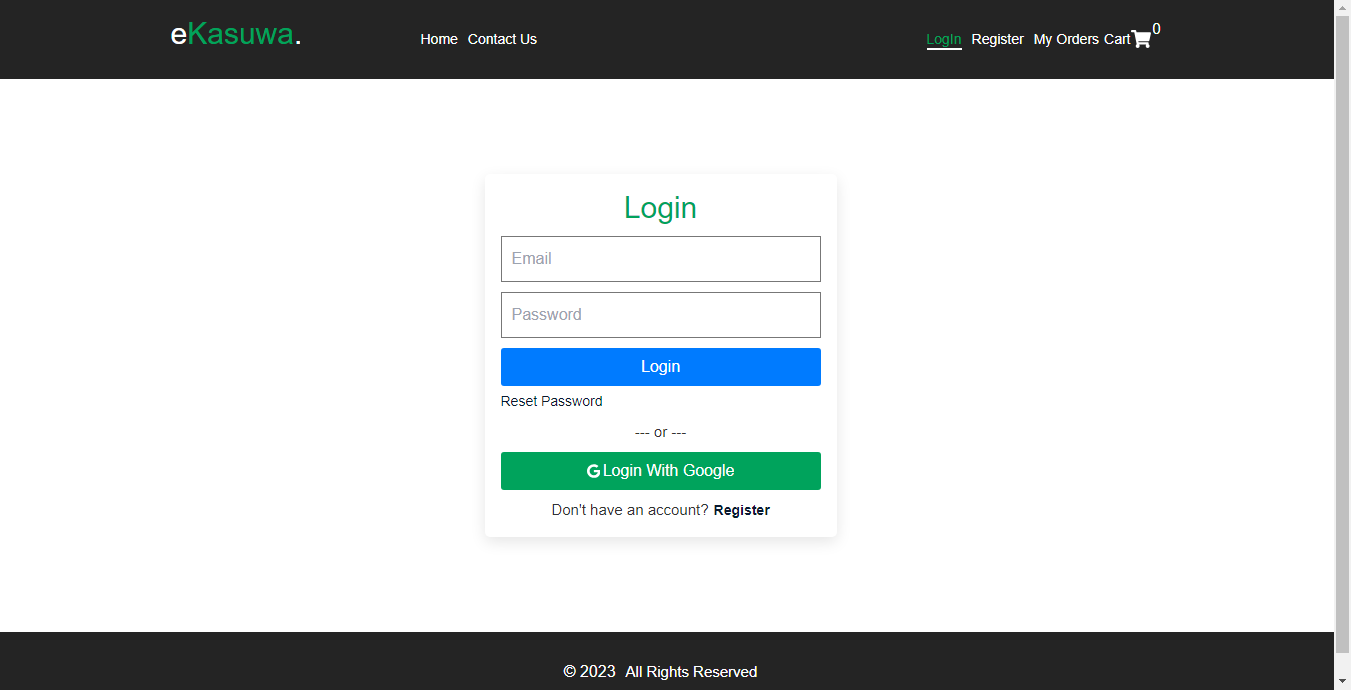 eKasuwa.
Home Contact Us
LogIn Register My Orders Cart 0
Login
Email
Password
Login
Reset Password
--- or ---
Login With Google
Don't have an account? Register
© 2023 All Rights Reserved